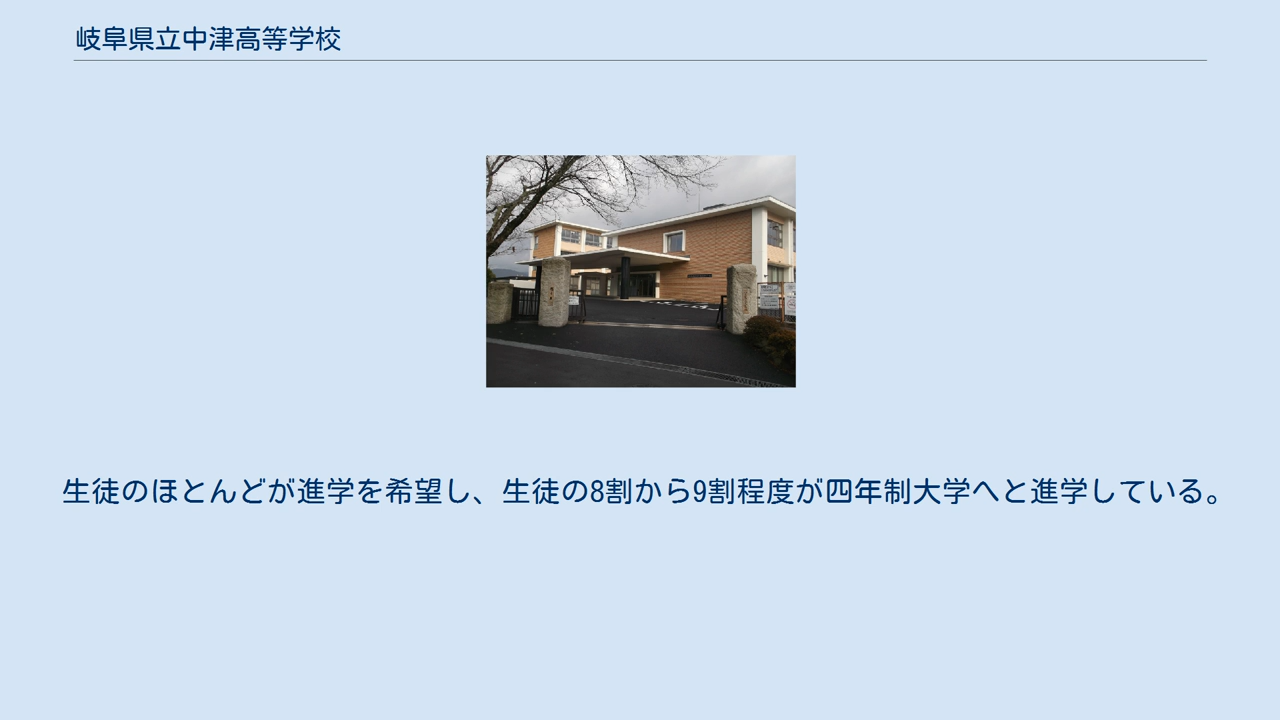 岐阜県立中津高等学校
生徒のほとんどが進学を希望し、生徒の8割から9割程度が四年制大学へと進学している。